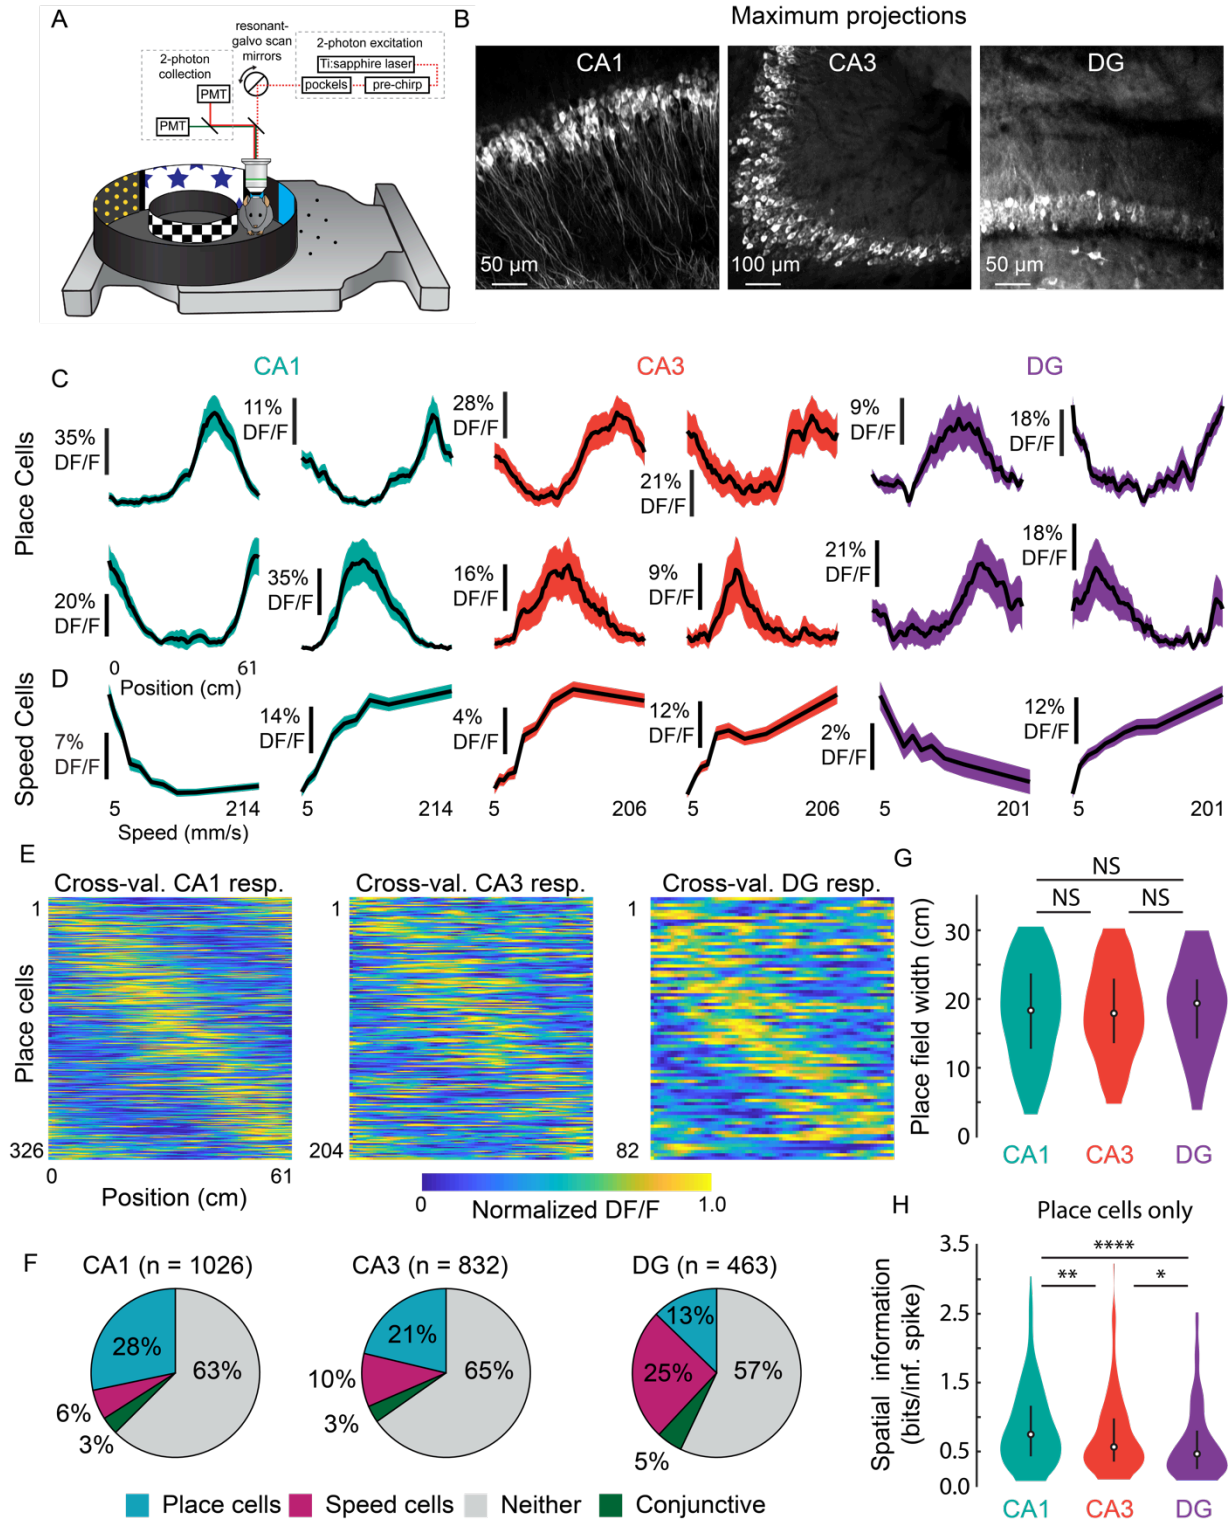 A
resonant-
galvo scan
mirrors
2-photon
collection
2-photon excitation
Ti:sapphire laser
pockels
pre-chirp
PMT
PMT
B
Maximum projections
CA1
CA3
DG
50 µm
100 µm
50 µm
C
CA1
CA3
DG
Place Cells
35%
DF/F
11%
DF/F
28%
DF/F
21%
DF/F
9%
DF/F
18%
DF/F
20%
DF/F
35%
DF/F
16%
DF/F
9%
DF/F
21%
DF/F
18%
DF/F
0 61
Position (cm)
D
Speed Cells
7%
DF/F
14%
DF/F
4%
DF/F
12%
DF/F
2%
DF/F
12%
DF/F
5 214
5 214
5 206
5 206
5 201
5 201
Speed (mm/s)
E
Cross-val. CA1 resp.
Cross-val. CA3 resp.
Cross-val. DG resp.
Place cells
1
326
1
204
1
82
0 61
Position (cm)
0 1.0
Normalized DF/F
G
NS
NS NS
Place field width (cm)
30
20
10
0
CA1 CA3 DG
F
CA1 (n = 1026)
28%
63%
6%
3%
CA3 (n = 832)
21%
65%
10%
3%
DG (n = 463)
13%
25%
57%
5%
Place cells Speed cells Neither Conjunctive
H
Place cells only
****
** *
Spatial information
(bits/inf. spike)
3.5
2.5
1.5
0.5
0.0
CA1 CA3 DG